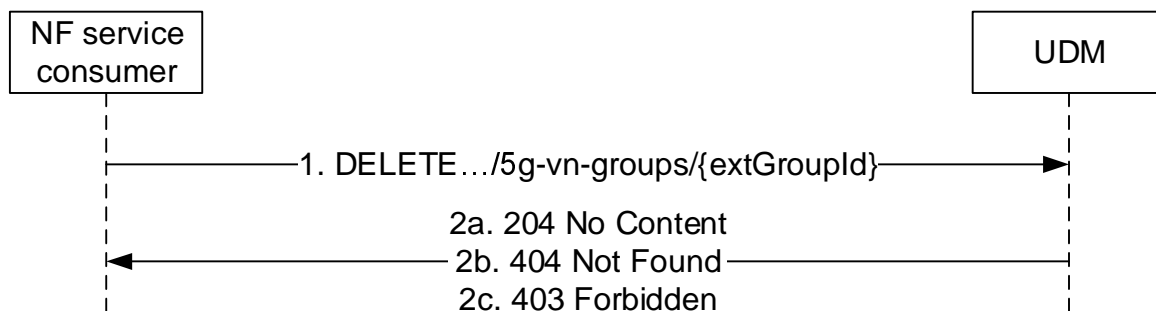 NF service
consumer
UDM
1. DELETE…/5g-vn-groups/{extGroupId}
2a. 204 No Content
2b. 404 Not Found
2c. 403 Forbidden